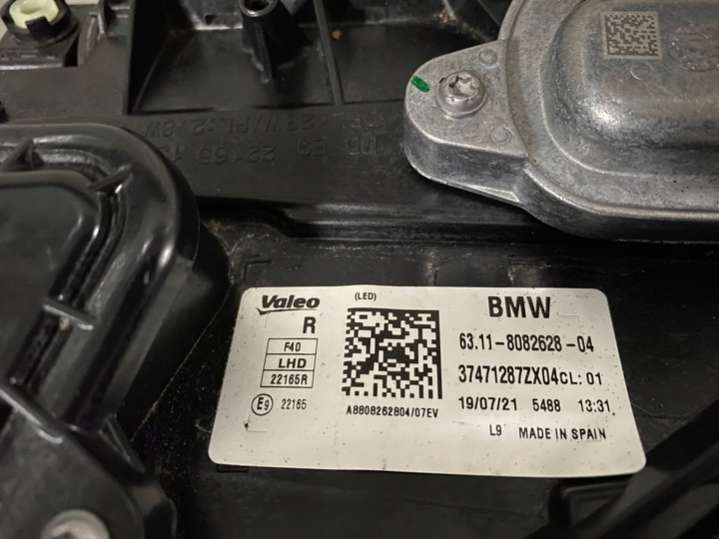 Valeo
(LED)
BMW
R
F40
LHD
22165R
E9 22165
A8808262804/07EV
63.11-8082628-04
37471287ZX04CL:01
19/07/21 5488 13:31
L9 MADE IN SPAIN